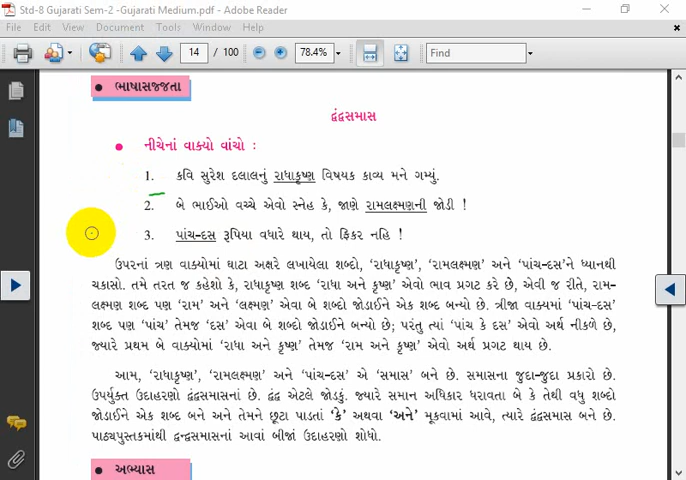 Std-8 Gujarati Sem-2 -Gujarati Medium.pdf - Adobe Reader
File Edit View Document Tools Window Help
14 / 100 78.4% Find
ભાષાસજ્જતા
દ્વંદ્વસમાસ
નીચેનાં વાક્યો વાંચો :
1. કવિ સુરેશ દલાલનું રાધાકૃષ્ણ વિષયક કાવ્ય મને ગમ્યું.
2. બે ભાઈઓ વચ્ચે એવો સ્નેહ કે, જાણે રામલક્ષ્મણની જોડી !
3. પાંચ-દસ રૂપિયા વધારે થાય, તો ફિકર નહિ !
ઉપરનાં ત્રણ વાક્યોમાં ઘાટા અક્ષરે લખાયેલા શબ્દો, 'રાધાકૃષ્ણ', 'રામલક્ષ્મણ' અને 'પાંચ-દસ'ને ધ્યાનથી
ચકાસો. તમે તરત જ કહેશો કે, રાધાકૃષ્ણ શબ્દ 'રાધા અને કૃષ્ણ' એવો ભાવ પ્રગટ કરે છે, એવી જ રીતે, રામ-
લક્ષ્મણ શબ્દ પણ 'રામ' અને 'લક્ષ્મણ' એવા બે શબ્દો જોડાઈને એક શબ્દ બન્યો છે. ત્રીજા વાક્યમાં 'પાંચ-દસ'
શબ્દ પણ 'પાંચ' તેમજ 'દસ' એવા બે શબ્દો જોડાઈને બન્યો છે; પરંતુ ત્યાં 'પાંચ કે દસ' એવો અર્થ નીકળે છે,
જ્યારે પ્રથમ બે વાક્યોમાં 'રાધા અને કૃષ્ણ' તેમજ 'રામ અને કૃષ્ણ' એવો અર્થ પ્રગટ થાય છે.
આમ, 'રાધાકૃષ્ણ', 'રામલક્ષ્મણ' અને 'પાંચ-દસ' એ 'સમાસ' બને છે. સમાસના જુદા-જુદા પ્રકારો છે.
ઉપર્યુક્ત ઉદાહરણો દ્વંદ્વસમાસનાં છે. દ્વંદ્વ એટલે જોડકું. જ્યારે સમાન અધિકાર ધરાવતા બે કે તેથી વધુ શબ્દો
જોડાઈને એક શબ્દ બને અને તેમને છૂટા પાડતાં 'કે' અથવા 'અને' મૂકવામાં આવે, ત્યારે દ્વંદ્વસમાસ બને છે.
પાઠ્યપુસ્તકમાંથી દ્વન્દ્વસમાસનાં આવાં બીજાં ઉદાહરણો શોધો.
અભ્યાસ